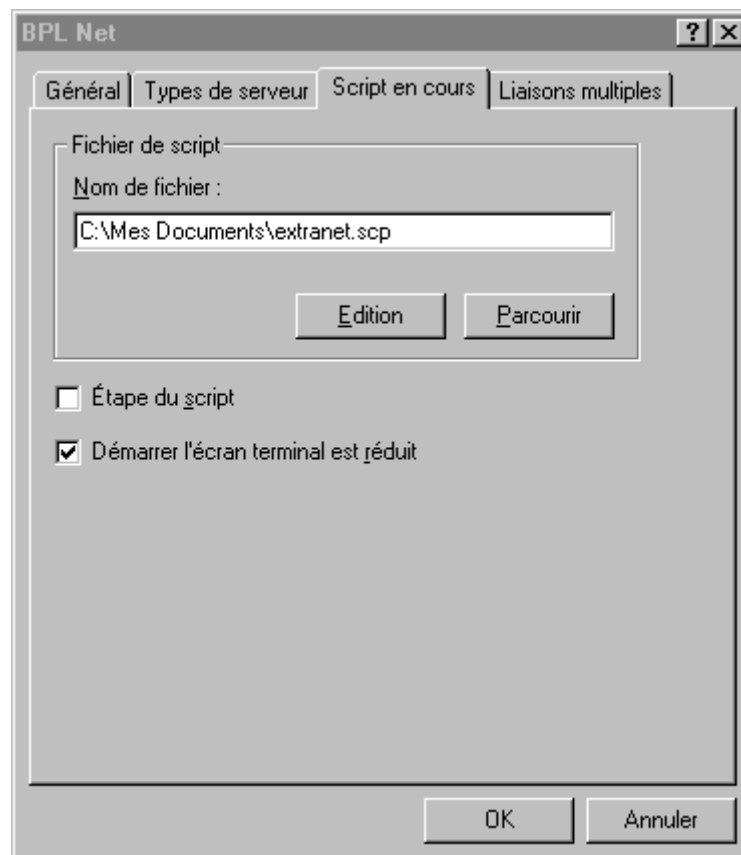 BPL Net
Général Types de serveur Script en cours Liaisons multiples
Fichier de script
Nom de fichier :
C:\Mes Documents\extranet.scp
Edition Parcourir
Étape du script
Démarrer l'écran terminal est réduit
OK Annuler